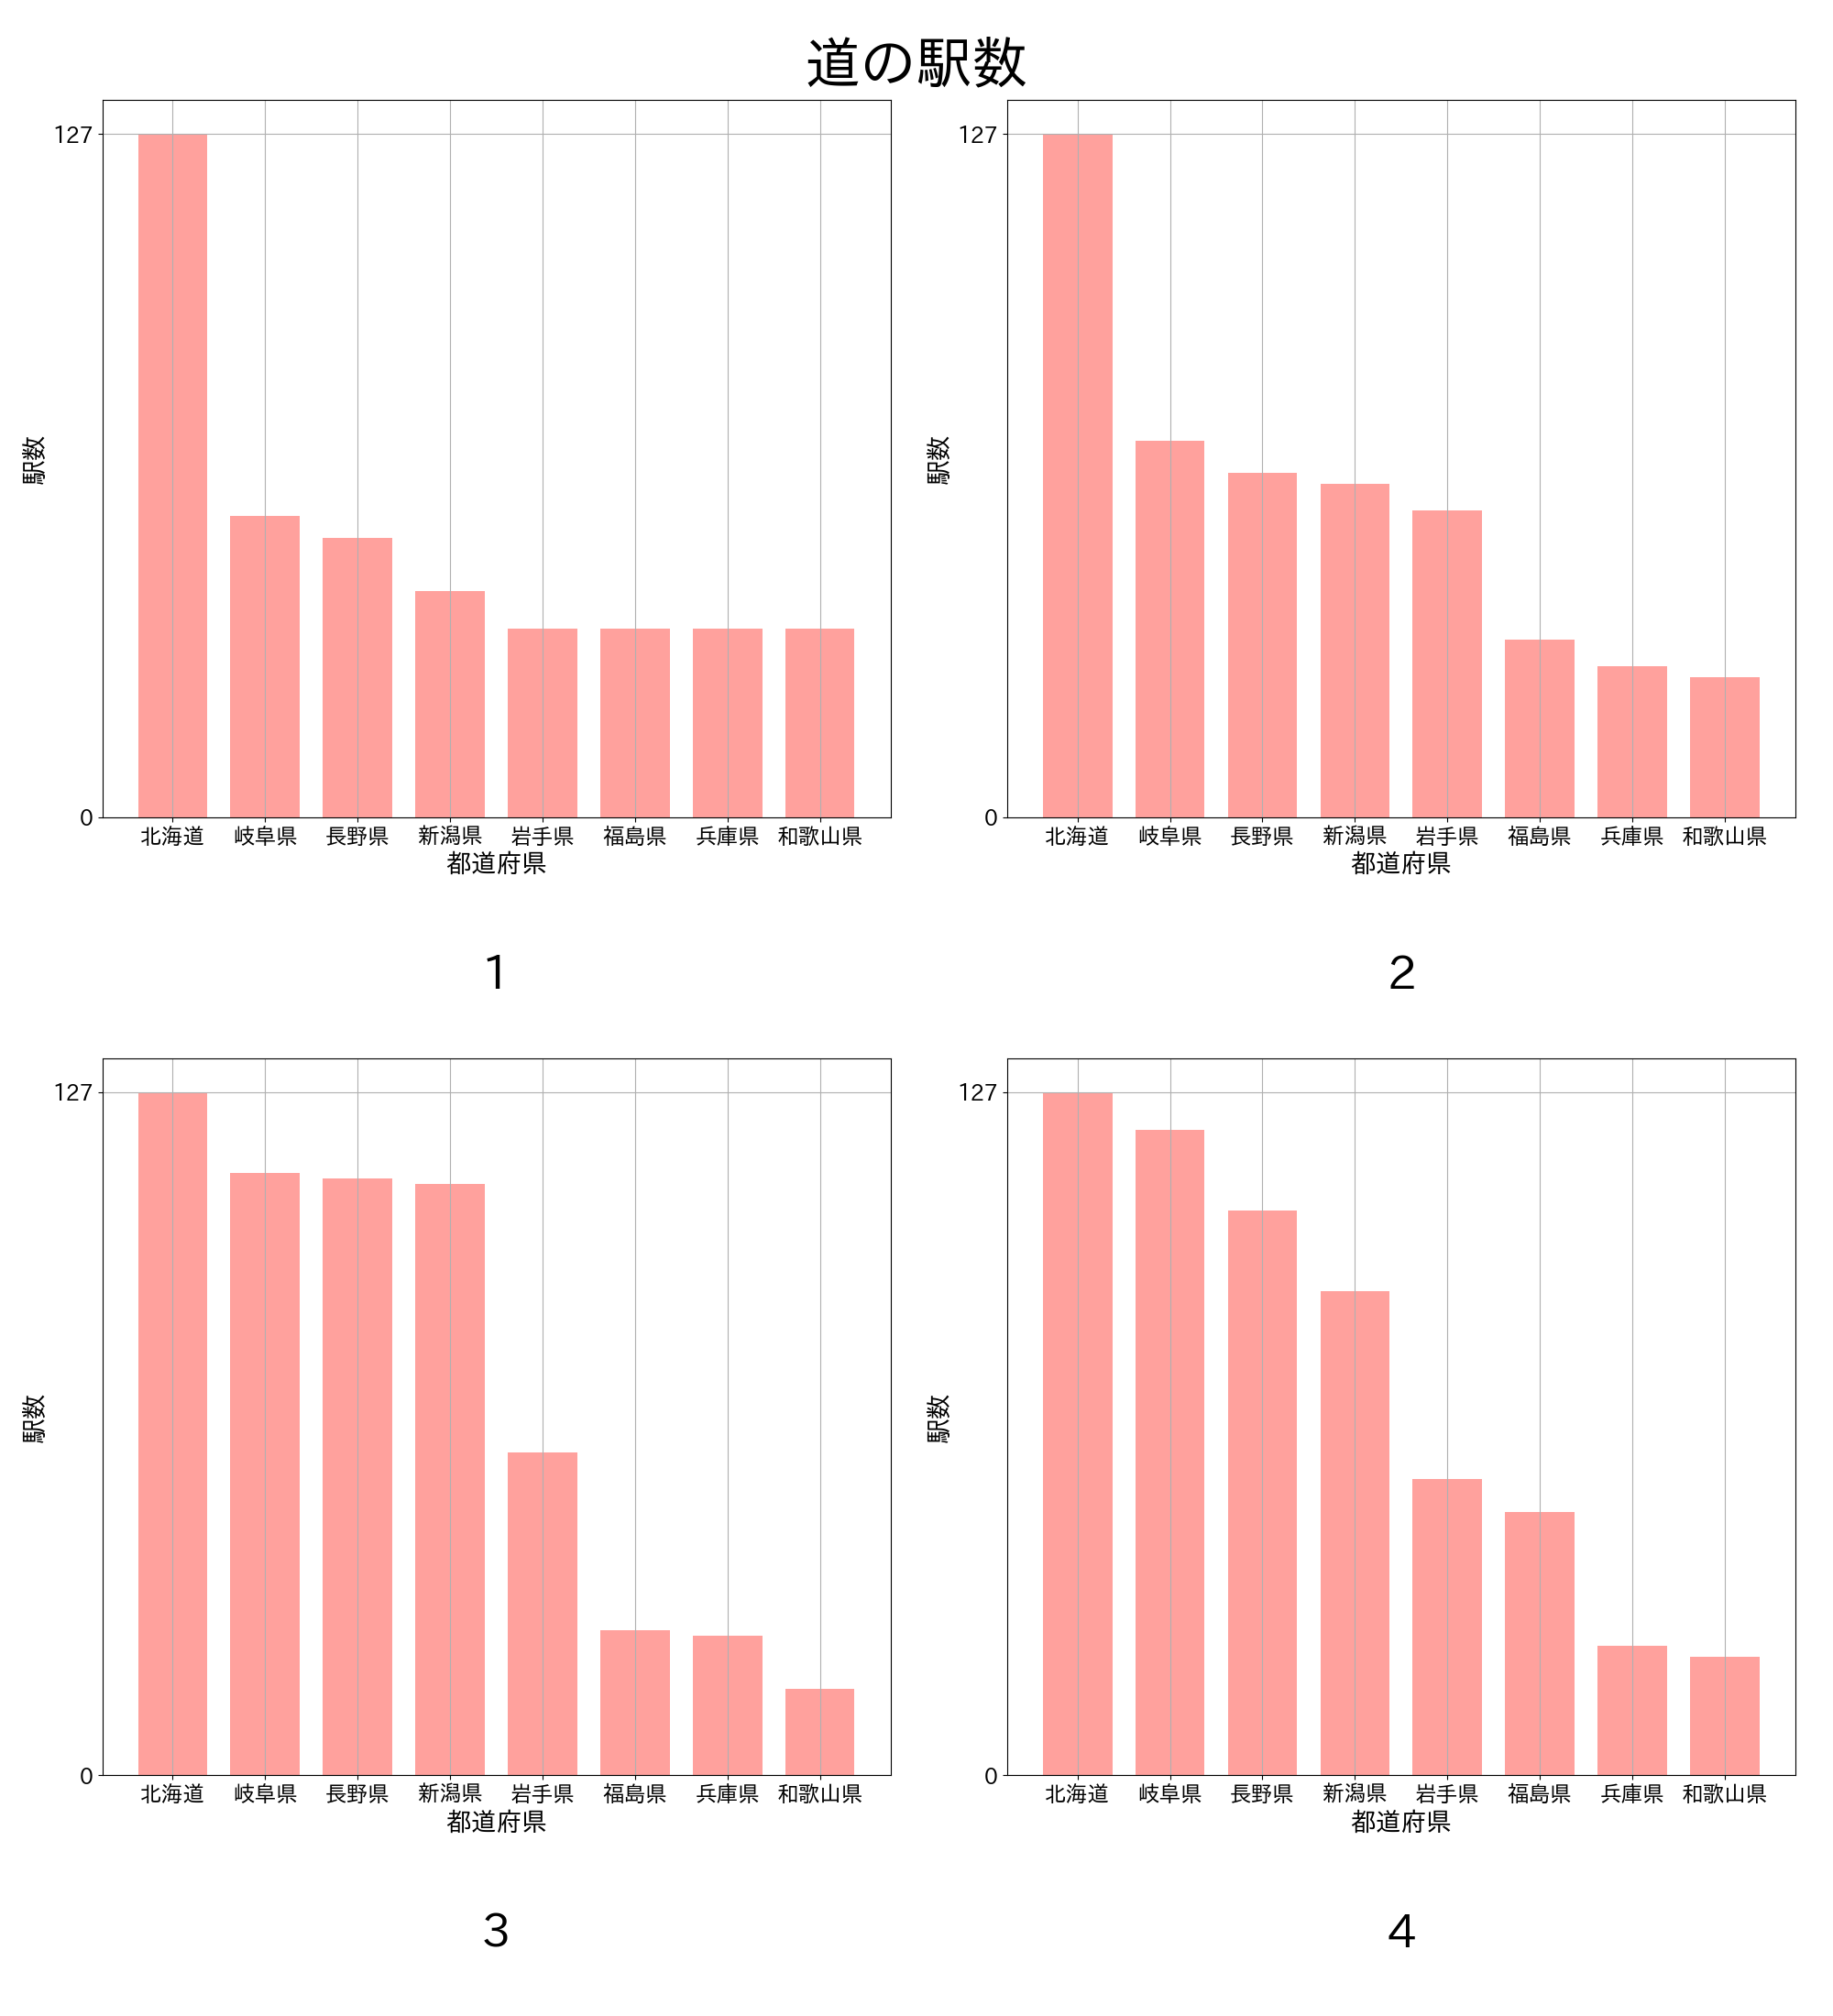 道の駅数
127
駅数
0
北海道 岐阜県 長野県 新潟県 岩手県 福島県 兵庫県 和歌山県
都道府県
1
127
駅数
0
北海道 岐阜県 長野県 新潟県 岩手県 福島県 兵庫県 和歌山県
都道府県
2
127
駅数
0
北海道 岐阜県 長野県 新潟県 岩手県 福島県 兵庫県 和歌山県
都道府県
3
127
駅数
0
北海道 岐阜県 長野県 新潟県 岩手県 福島県 兵庫県 和歌山県
都道府県
4